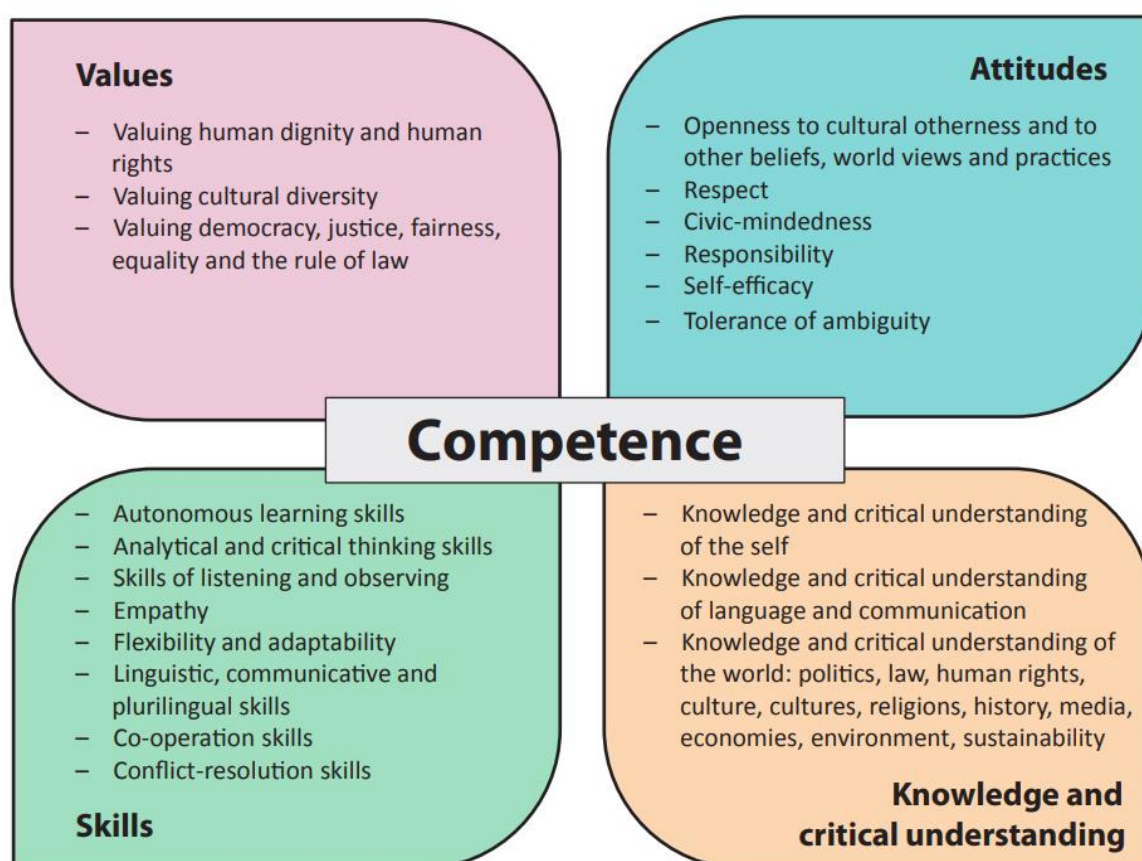 Values
– Valuing human dignity and human
rights
– Valuing cultural diversity
– Valuing democracy, justice, fairness,
equality and the rule of law
Attitudes
– Openness to cultural otherness and to
other beliefs, world views and practices
– Respect
– Civic-mindedness
– Responsibility
– Self-efficacy
– Tolerance of ambiguity
Competence
– Autonomous learning skills
– Analytical and critical thinking skills
– Skills of listening and observing
– Empathy
– Flexibility and adaptability
– Linguistic, communicative and
plurilingual skills
– Co-operation skills
– Conflict-resolution skills
Skills
– Knowledge and critical understanding
of the self
– Knowledge and critical understanding
of language and communication
– Knowledge and critical understanding of
the world: politics, law, human rights,
culture, cultures, religions, history, media,
economies, environment, sustainability
Knowledge and
critical understanding